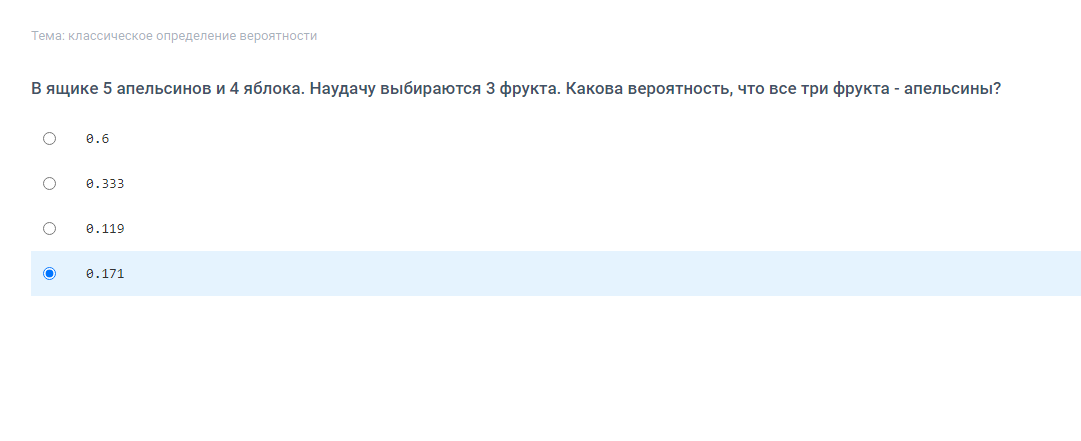 Тема: классическое определение вероятности
В ящике 5 апельсинов и 4 яблока. Наудачу выбираются 3 фрукта. Какова вероятность, что все три фрукта - апельсины?
0.6
0.333
0.119
0.171